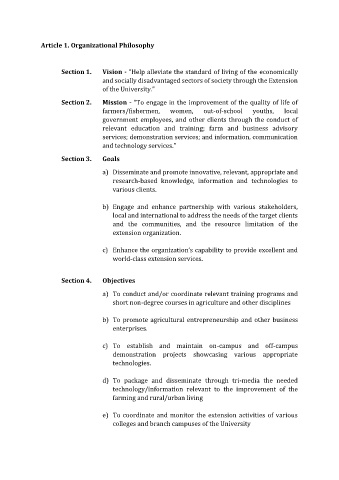 Article 1. Organizational Philosophy
Section 1. Vision - "Help alleviate the standard of living of the economically
and socially disadvantaged sectors of society through the Extension
of the University."
Section 2. Mission - "To engage in the improvement of the quality of life of
farmers/fishermen, women, out-of-school youths, local
government employees, and other clients through the conduct of
relevant education and training; farm and business advisory
services; demonstration services; and information, communication
and technology services."
Section 3. Goals
a) Disseminate and promote innovative, relevant, appropriate and
research-based knowledge, information and technologies to
various clients.
b) Engage and enhance partnership with various stakeholders,
local and international to address the needs of the target clients
and the communities, and the resource limitation of the
extension organization.
c) Enhance the organization's capability to provide excellent and
world-class extension services.
Section 4. Objectives
a) To conduct and/or coordinate relevant training programs and
short non-degree courses in agriculture and other disciplines
b) To promote agricultural entrepreneurship and other business
enterprises.
c) To establish and maintain on-campus and off-campus
demonstration projects showcasing various appropriate
technologies.
d) To package and disseminate through tri-media the needed
technology/information relevant to the improvement of the
farming and rural/urban living
e) To coordinate and monitor the extension activities of various
colleges and branch campuses of the University